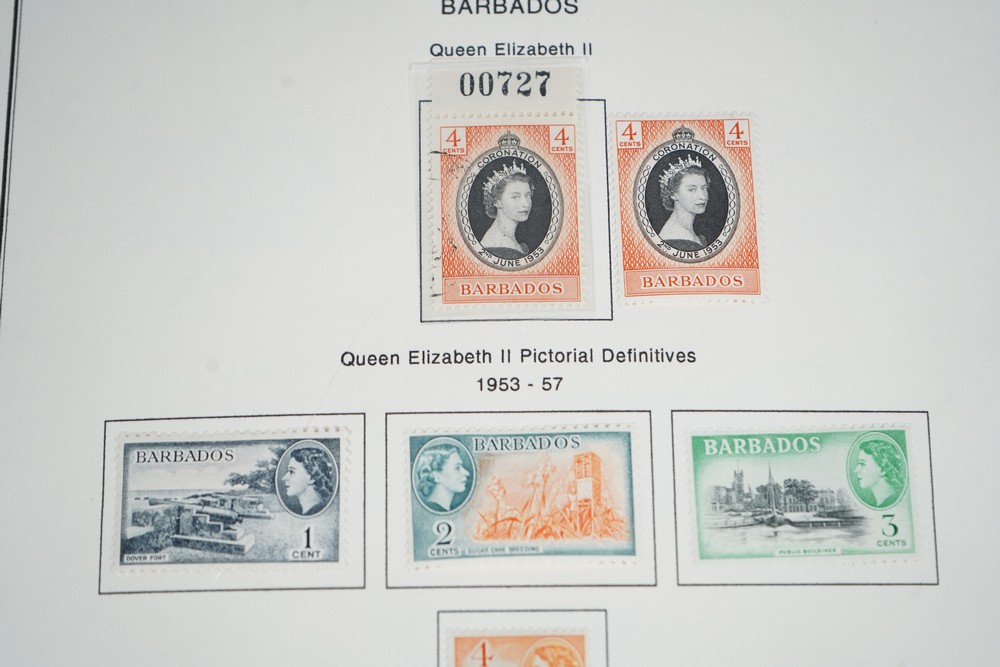 BARBADOS
Queen Elizabeth II
00727
4 CENTS 4 CENTS
CORONATION
2ND JUNE 1953
BARBADOS
4 CENTS 4 CENTS
CORONATION
2ND JUNE 1953
BARBADOS
Queen Elizabeth II Pictorial Definitives
1953 - 57
BARBADOS
1
CENT
DOVER FORT
BARBADOS
2
CENTS
SUGAR CANE BREEDING
BARBADOS
3
CENTS
PUBLIC BUILDINGS
4